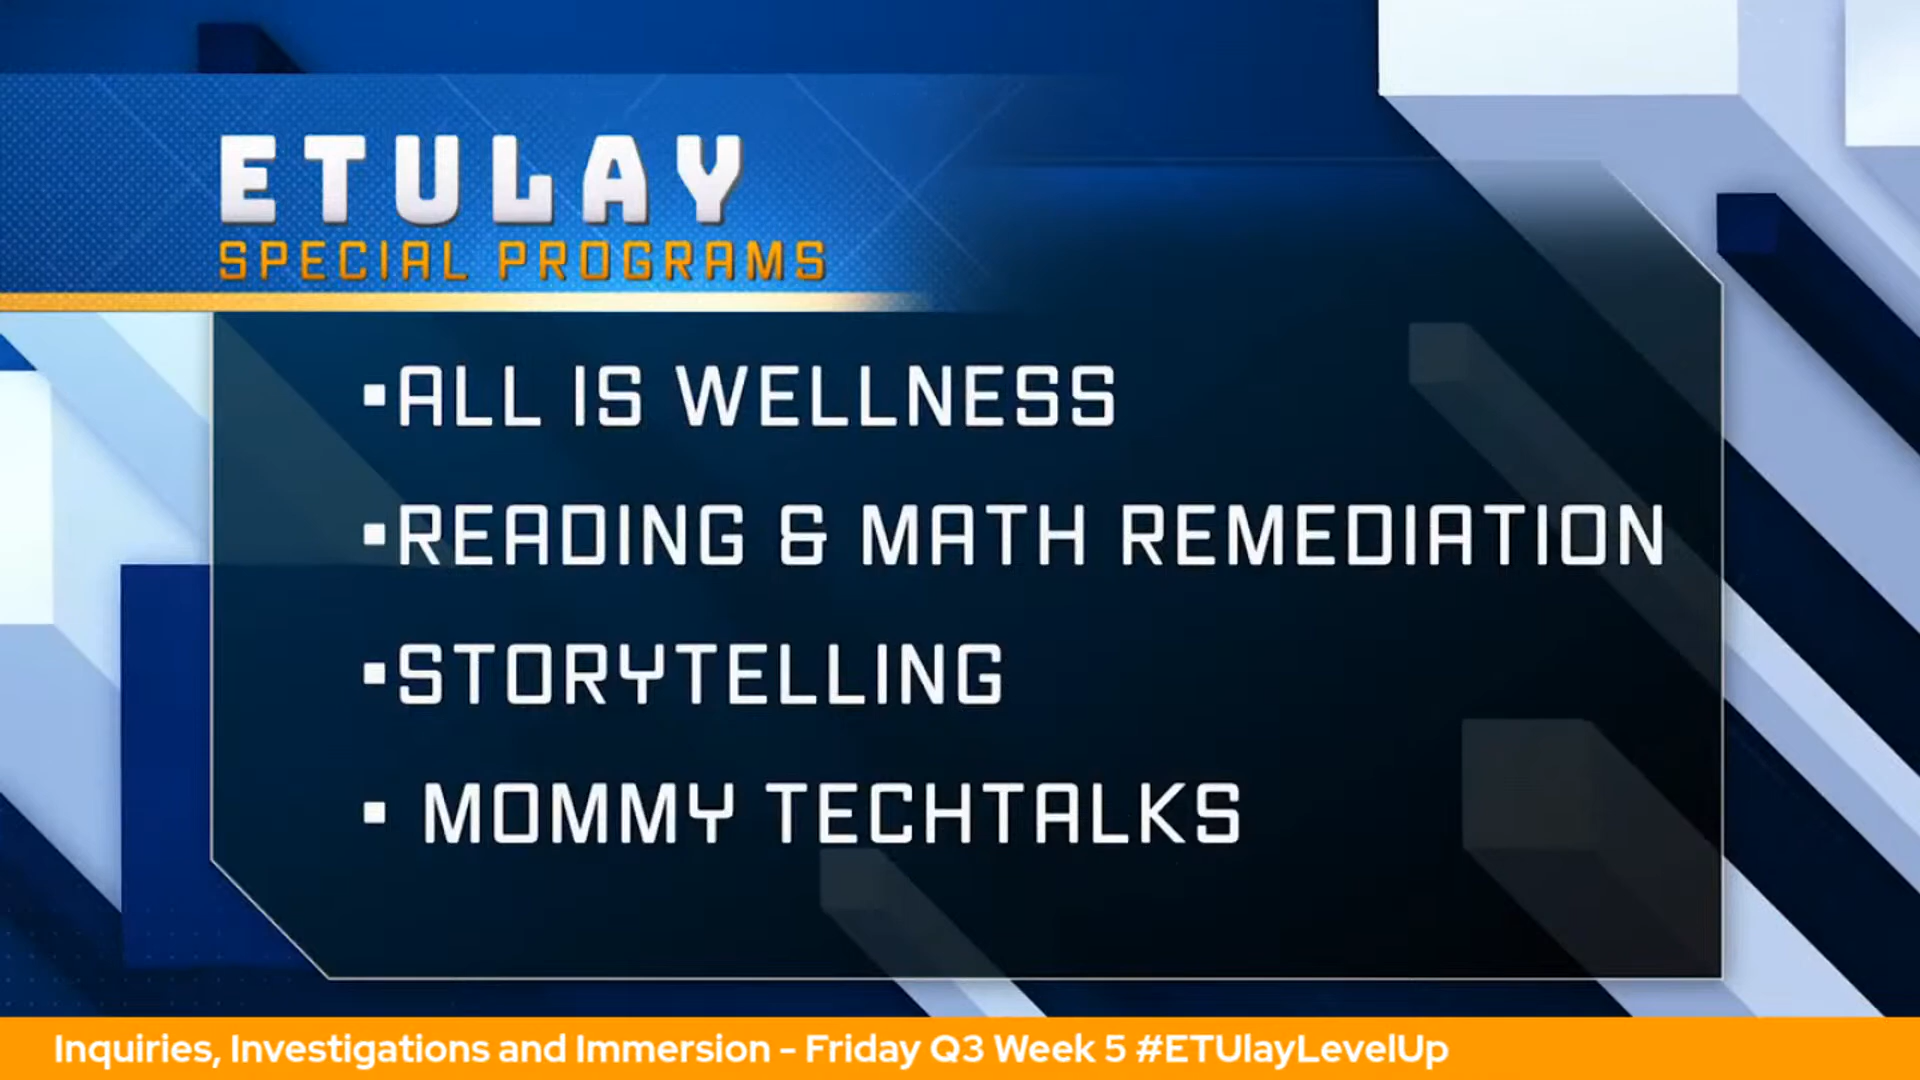 ETULAY
SPECIAL PROGRAMS
▪ALL IS WELLNESS
▪READING & MATH REMEDIATION
▪STORYTELLING
▪ MOMMY TECHTALKS
Inquiries, Investigations and Immersion - Friday Q3 Week 5 #ETUlayLevelUp